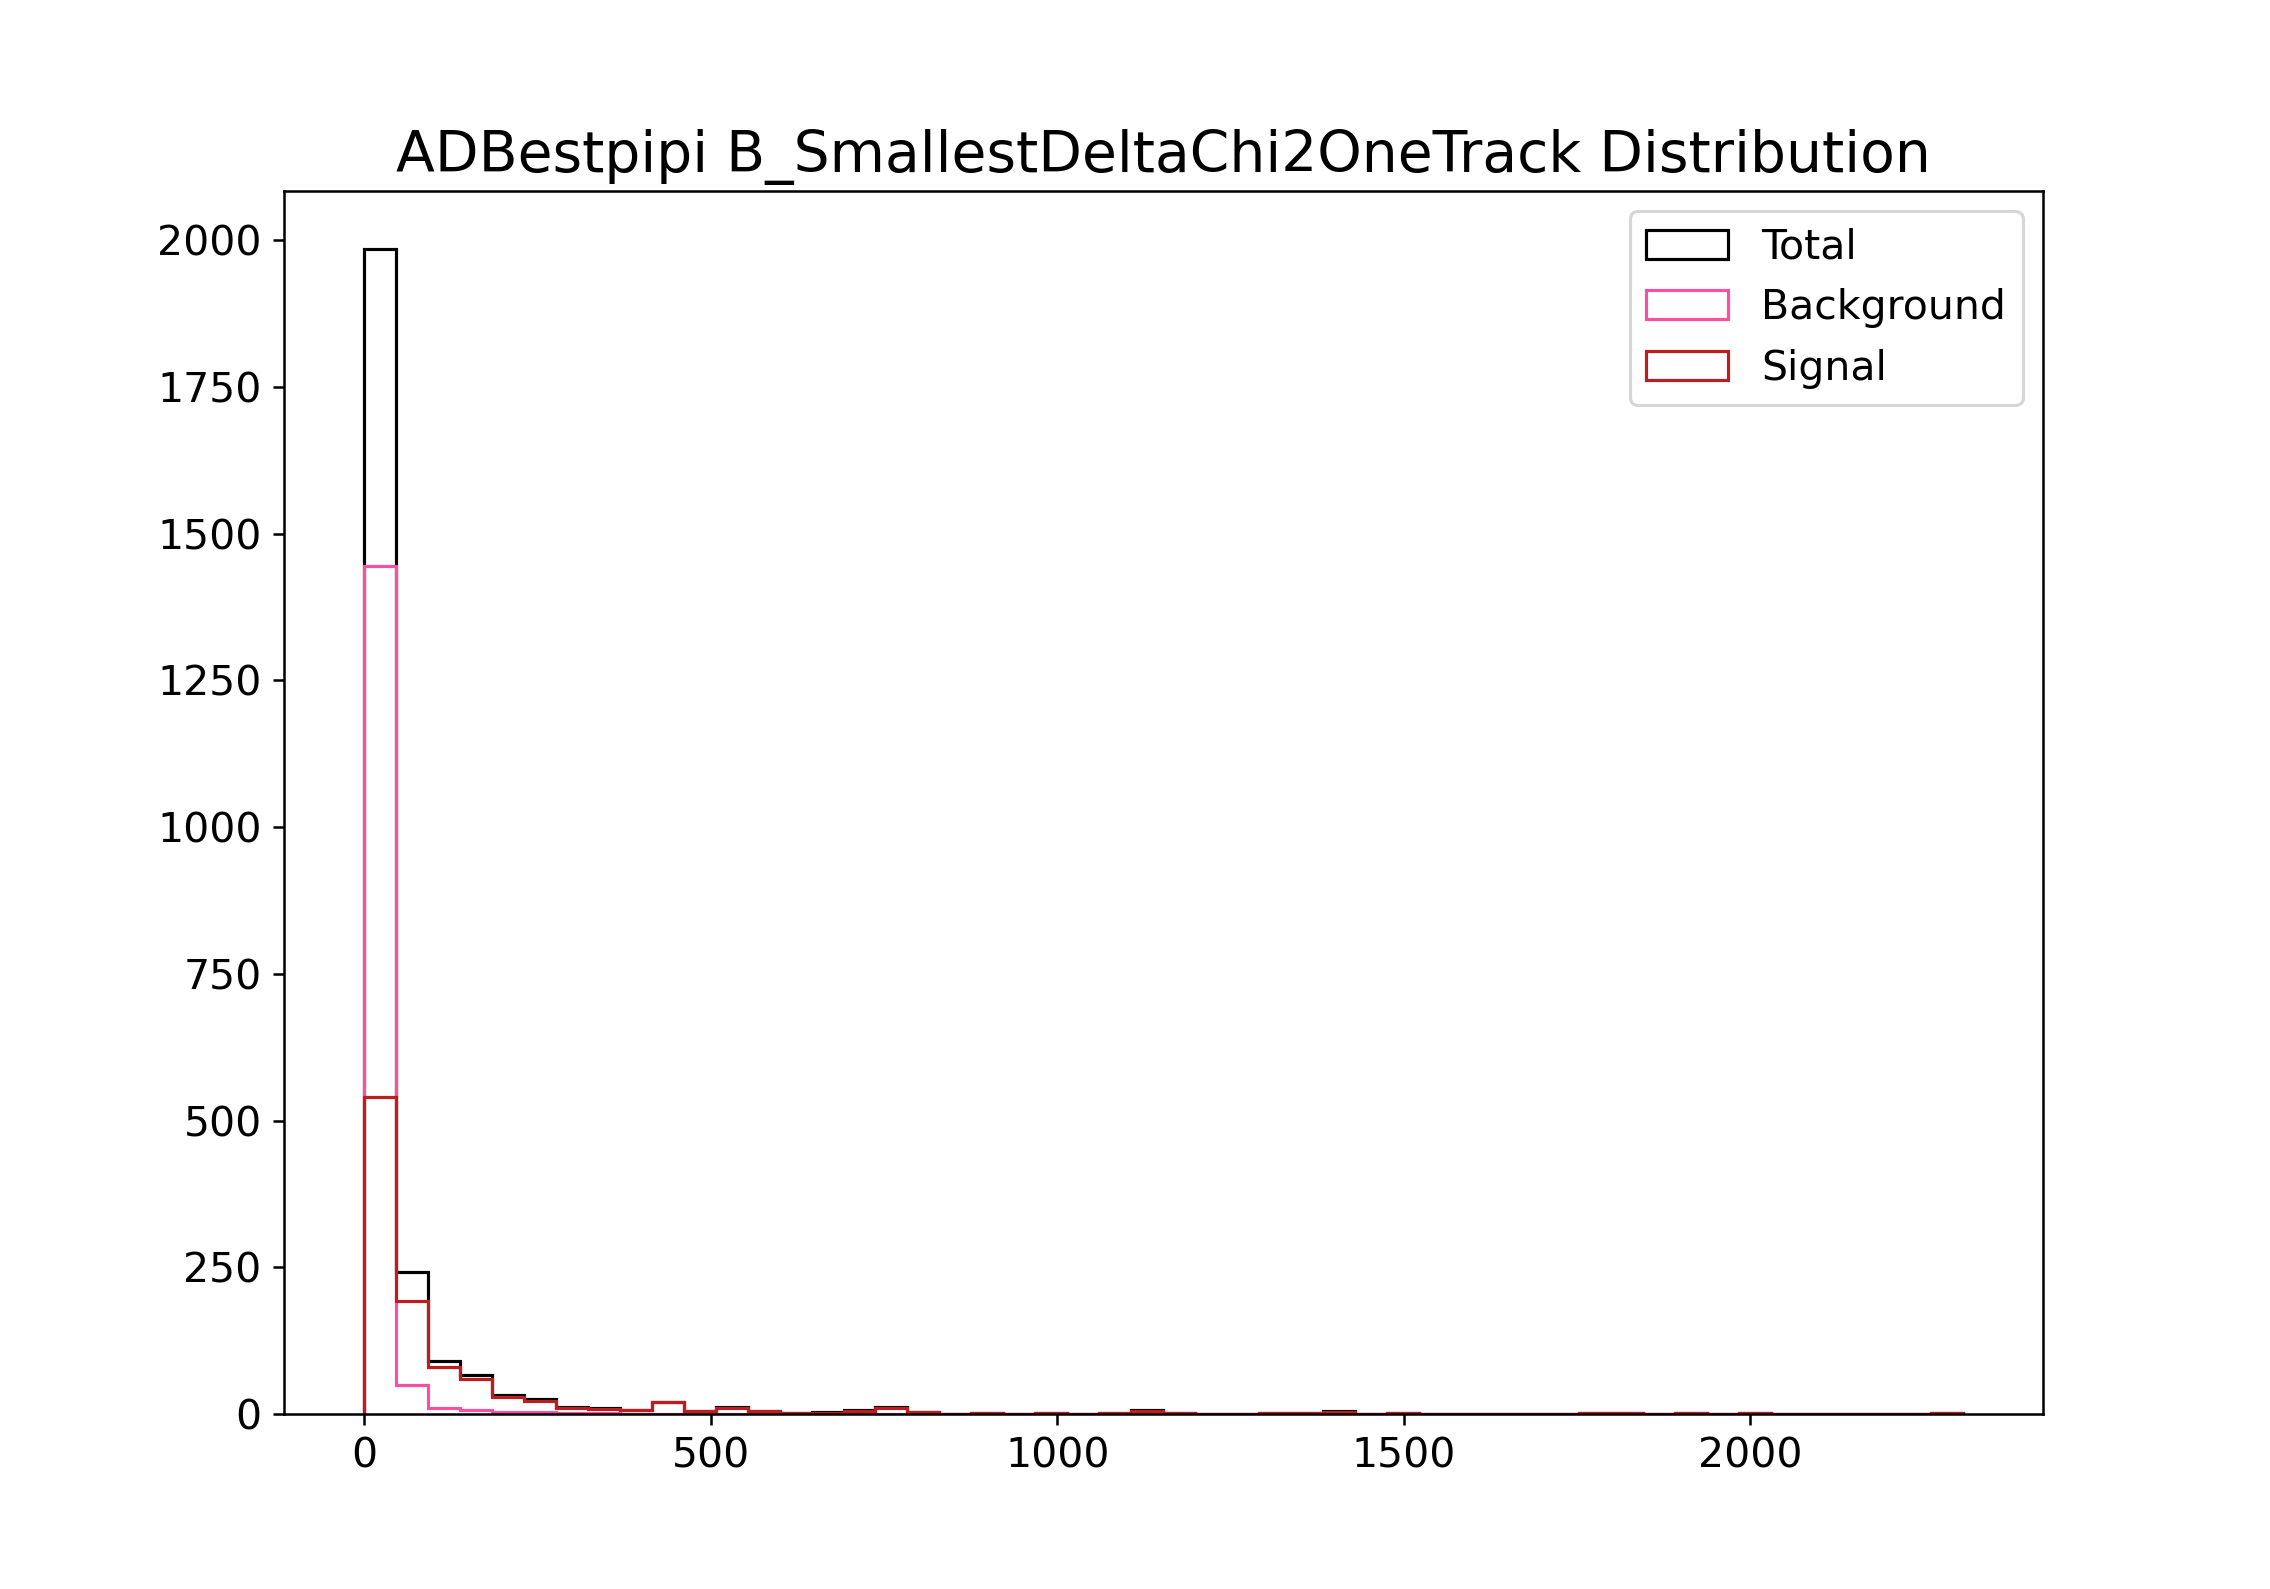 ADBestpipi B_SmallestDeltaChi2OneTrack Distribution
Total
Background
Signal
2000
1750
1500
1250
1000
750
500
250
0
0 500 1000 1500 2000